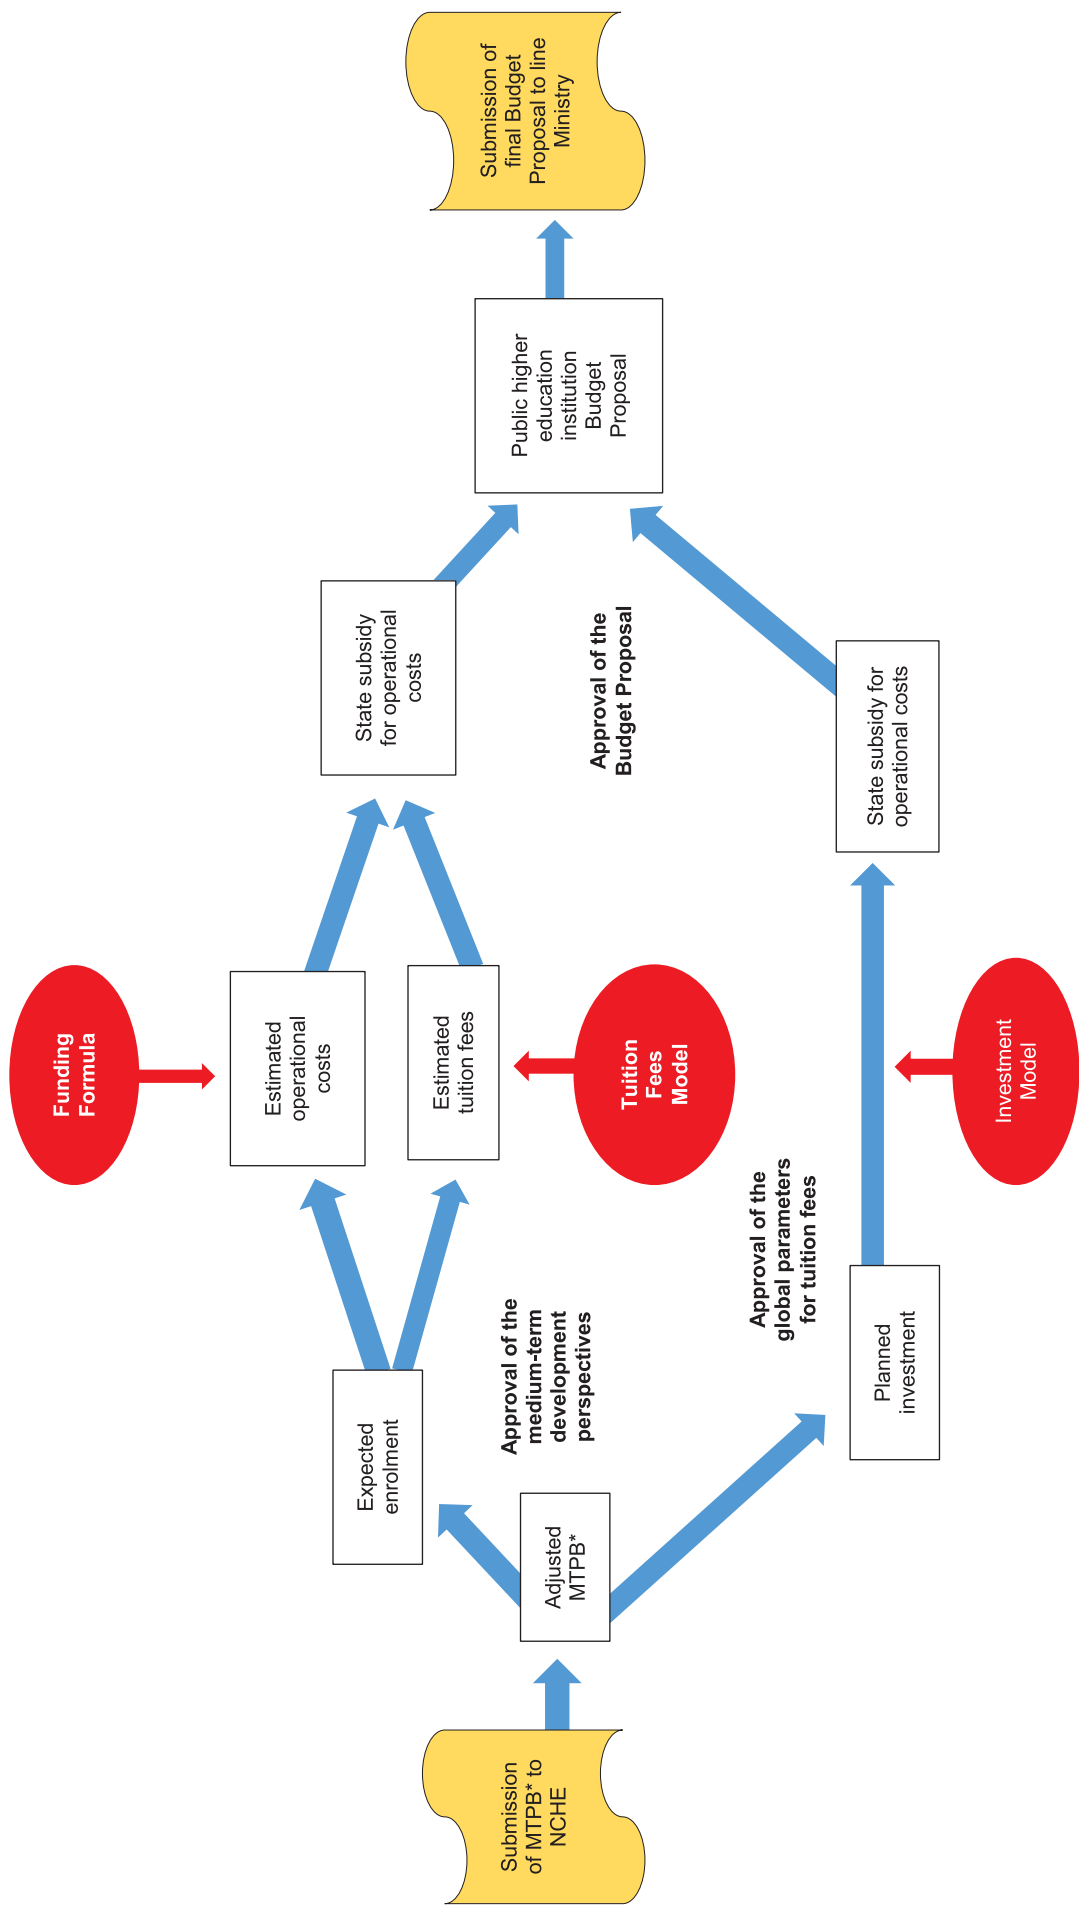 Submission
of MTPB* to
NCHE
Adjusted
MTPB*
Expected
enrolment
Approval of the
medium-term
development
perspectives
Planned
investment
Approval of the
global parameters
for tuition fees
Funding
Formula
Estimated
operational
costs
Estimated
tuition fees
Tuition
Fees
Model
Investment
Model
State subsidy
for operational
costs
Approval of the
Budget Proposal
State subsidy for
operational costs
Public higher
education
institution
Budget
Proposal
Submission of
final Budget
Proposal to line
Ministry